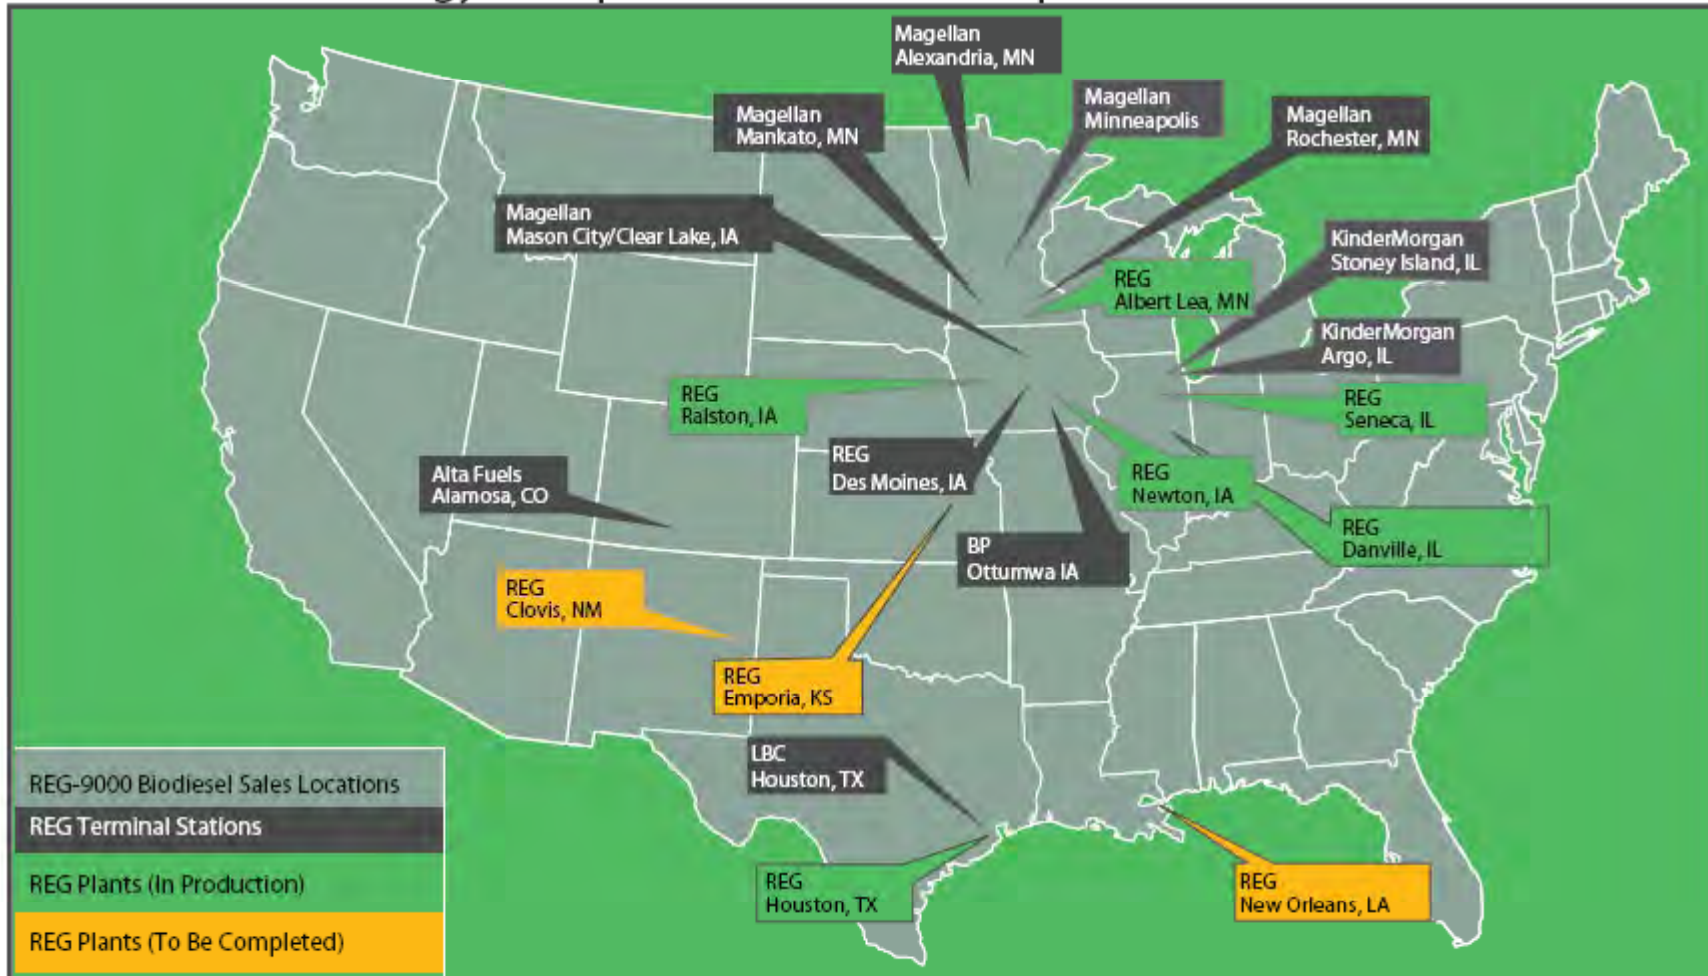 Magellan
Alexandria, MN
Magellan
Minneapolis
Magellan
Mankato, MN
Magellan
Rochester, MN
Magellan
Mason City/Clear Lake, IA
KinderMorgan
Stoney Island, IL
REG
Albert Lea, MN
KinderMorgan
Argo, IL
REG
Ralston, IA
REG
Seneca, IL
REG
Des Moines, IA
Alta Fuels
Alamosa, CO
REG
Newton, IA
REG
Danville, IL
BP
Ottumwa IA
REG
Clovis, NM
REG
Emporia, KS
LBC
Houston, TX
REG
Houston, TX
REG
New Orleans, LA
REG-9000 Biodiesel Sales Locations
REG Terminal Stations
REG Plants (In Production)
REG Plants (To Be Completed)